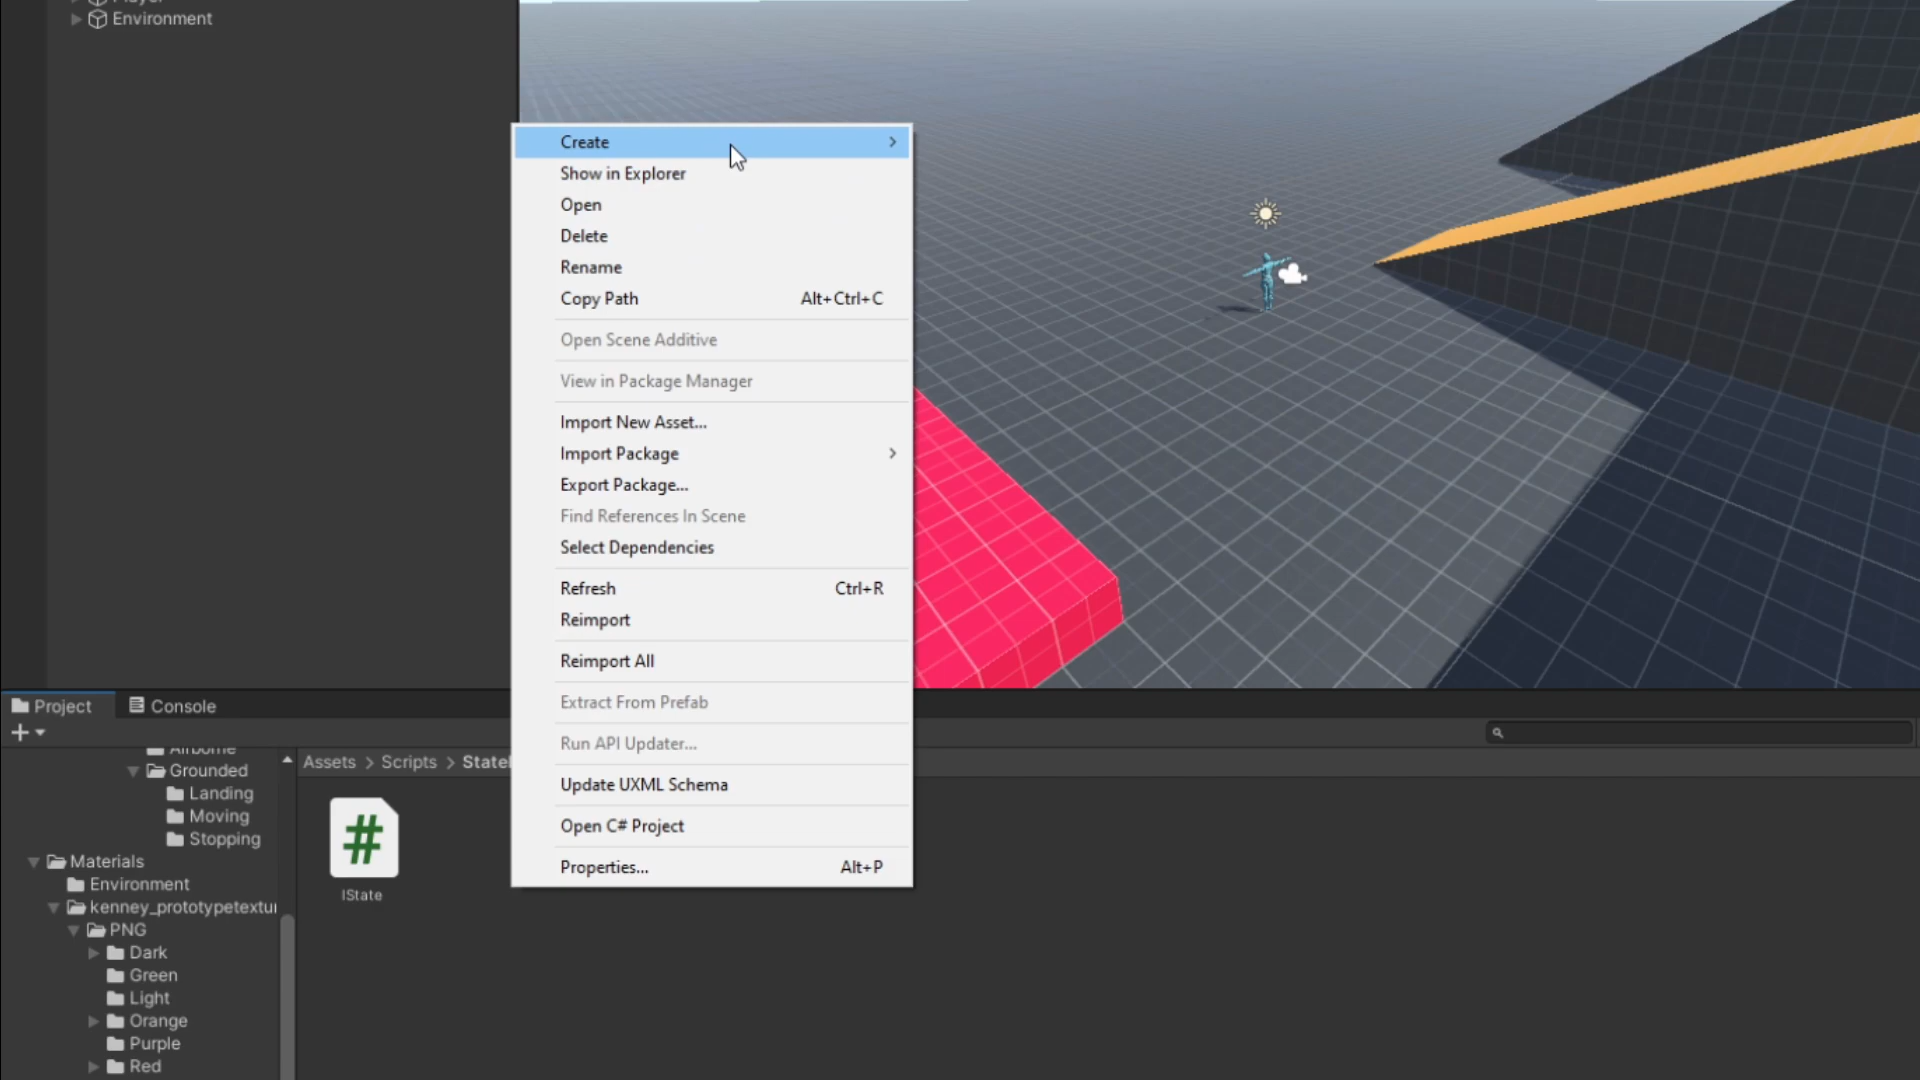 Environment
Create
Show in Explorer
Open
Delete
Rename
Copy Path Alt+Ctrl+C
Open Scene Additive
View in Package Manager
Import New Asset...
Import Package
Export Package...
Find References In Scene
Select Dependencies
Refresh Ctrl+R
Reimport
Reimport All
Extract From Prefab
Run API Updater...
Update UXML Schema
Open C# Project
Properties... Alt+P
Project
Console
Airborne
Grounded
Landing
Moving
Stopping
Materials
Environment
kenney_prototypetextur
PNG
Dark
Green
Light
Orange
Purple
Red
Assets > Scripts > State
#
IState